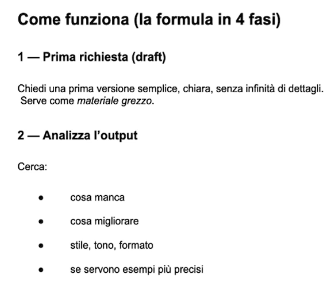 Come funziona (la formula in 4 fasi)
1 — Prima richiesta (draft)
Chiedi una prima versione semplice, chiara, senza infinità di dettagli.
Serve come materiale grezzo.
2 — Analizza l’output
Cerca:
● cosa manca
● cosa migliorare
● stile, tono, formato
● se servono esempi più precisi